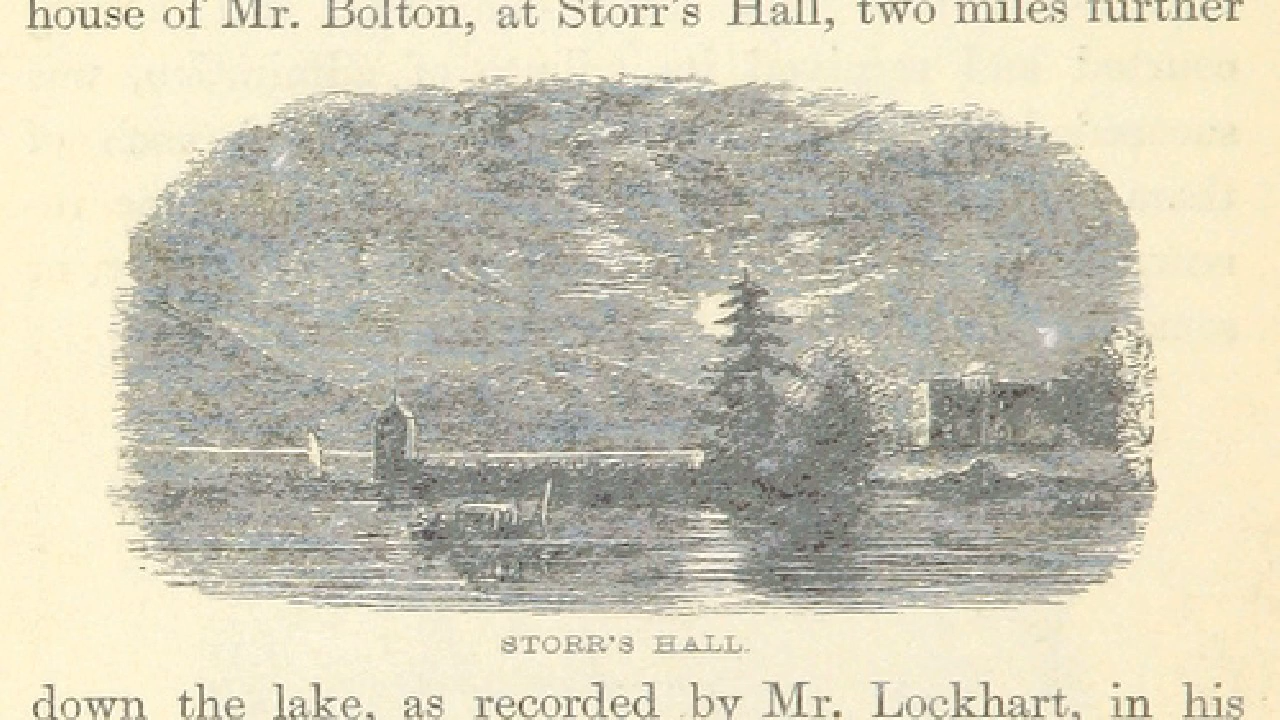 house of Mr. Bolton, at Storr's Hall, two miles further
STORR'S HALL.
down the lake, as recorded by Mr. Lockhart, in his